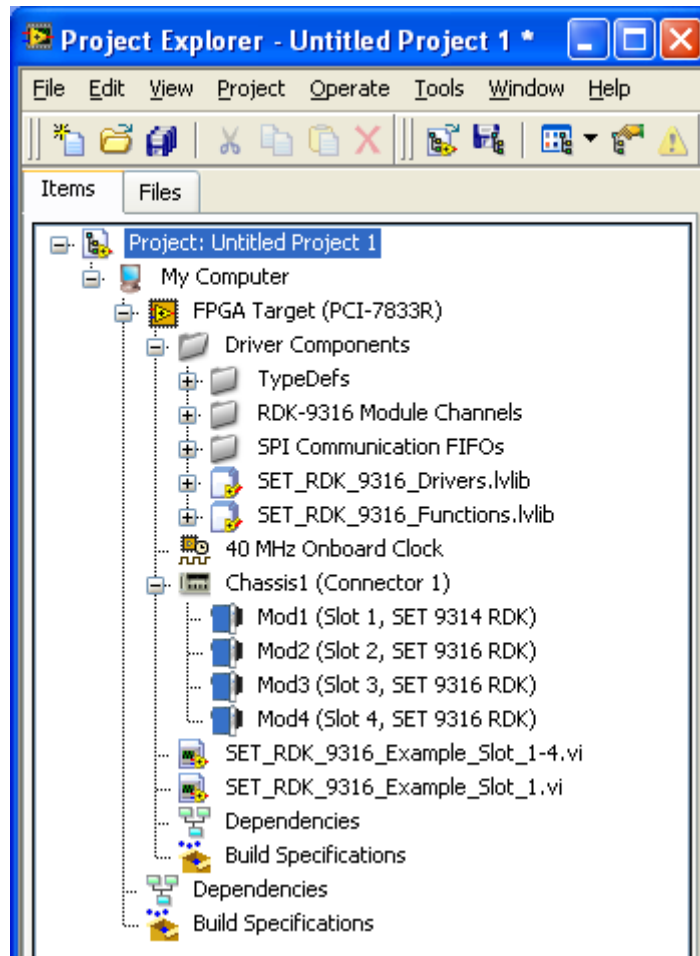 Project Explorer - Untitled Project 1 *
File Edit View Project Operate Tools Window Help
Items Files
Project: Untitled Project 1
My Computer
FPGA Target (PCI-7833R)
Driver Components
TypeDefs
RDK-9316 Module Channels
SPI Communication FIFOs
SET_RDK_9316_Drivers.lvlib
SET_RDK_9316_Functions.lvlib
40 MHz Onboard Clock
Chassis1 (Connector 1)
Mod1 (Slot 1, SET 9314 RDK)
Mod2 (Slot 2, SET 9316 RDK)
Mod3 (Slot 3, SET 9316 RDK)
Mod4 (Slot 4, SET 9316 RDK)
SET_RDK_9316_Example_Slot_1-4.vi
SET_RDK_9316_Example_Slot_1.vi
Dependencies
Build Specifications
Dependencies
Build Specifications